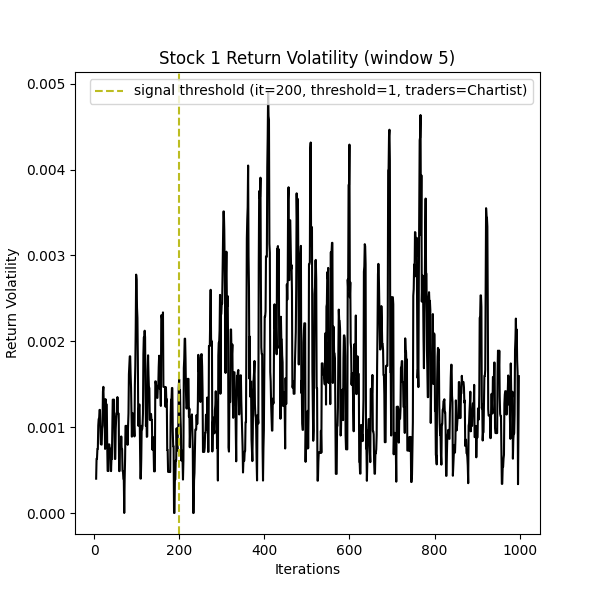 Stock 1 Return Volatility (window 5)
signal threshold (it=200, threshold=1, traders=Chartist)
0.005
0.004
0.003
0.002
0.001
0.000
Return Volatility
0 200 400 600 800 1000
Iterations